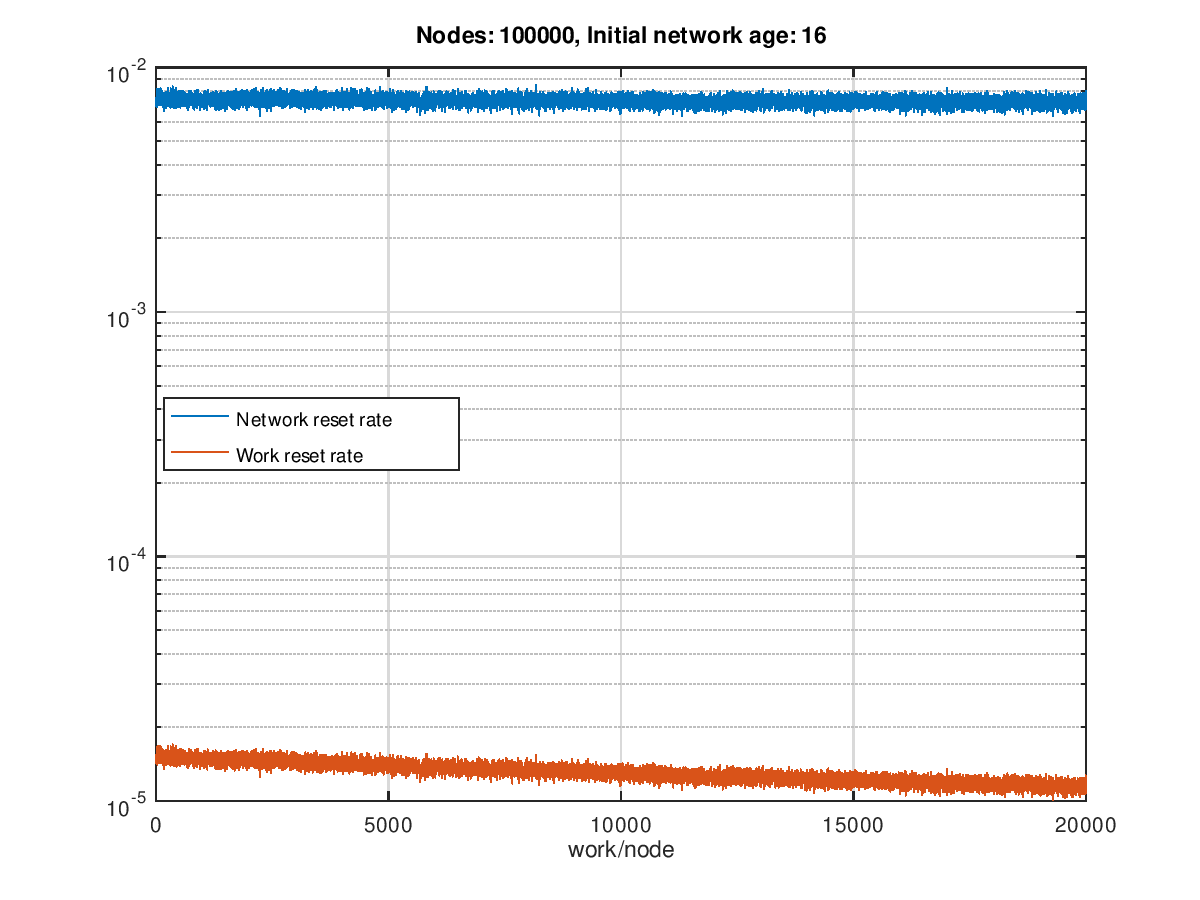 Nodes: 100000, Initial network age: 16
10-2
10-3
Network reset rate
Work reset rate
10-4
10-5
0 5000 10000 15000 20000
work/node